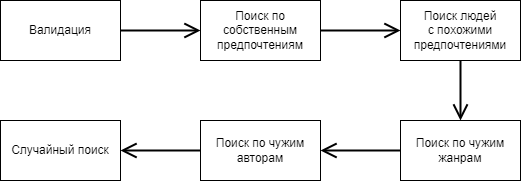 Валидация
Поиск по
собственным
предпочтениям
Поиск людей
с похожими
предпочтениями
Поиск по чужим
жанрам
Поиск по чужим
авторам
Случайный поиск